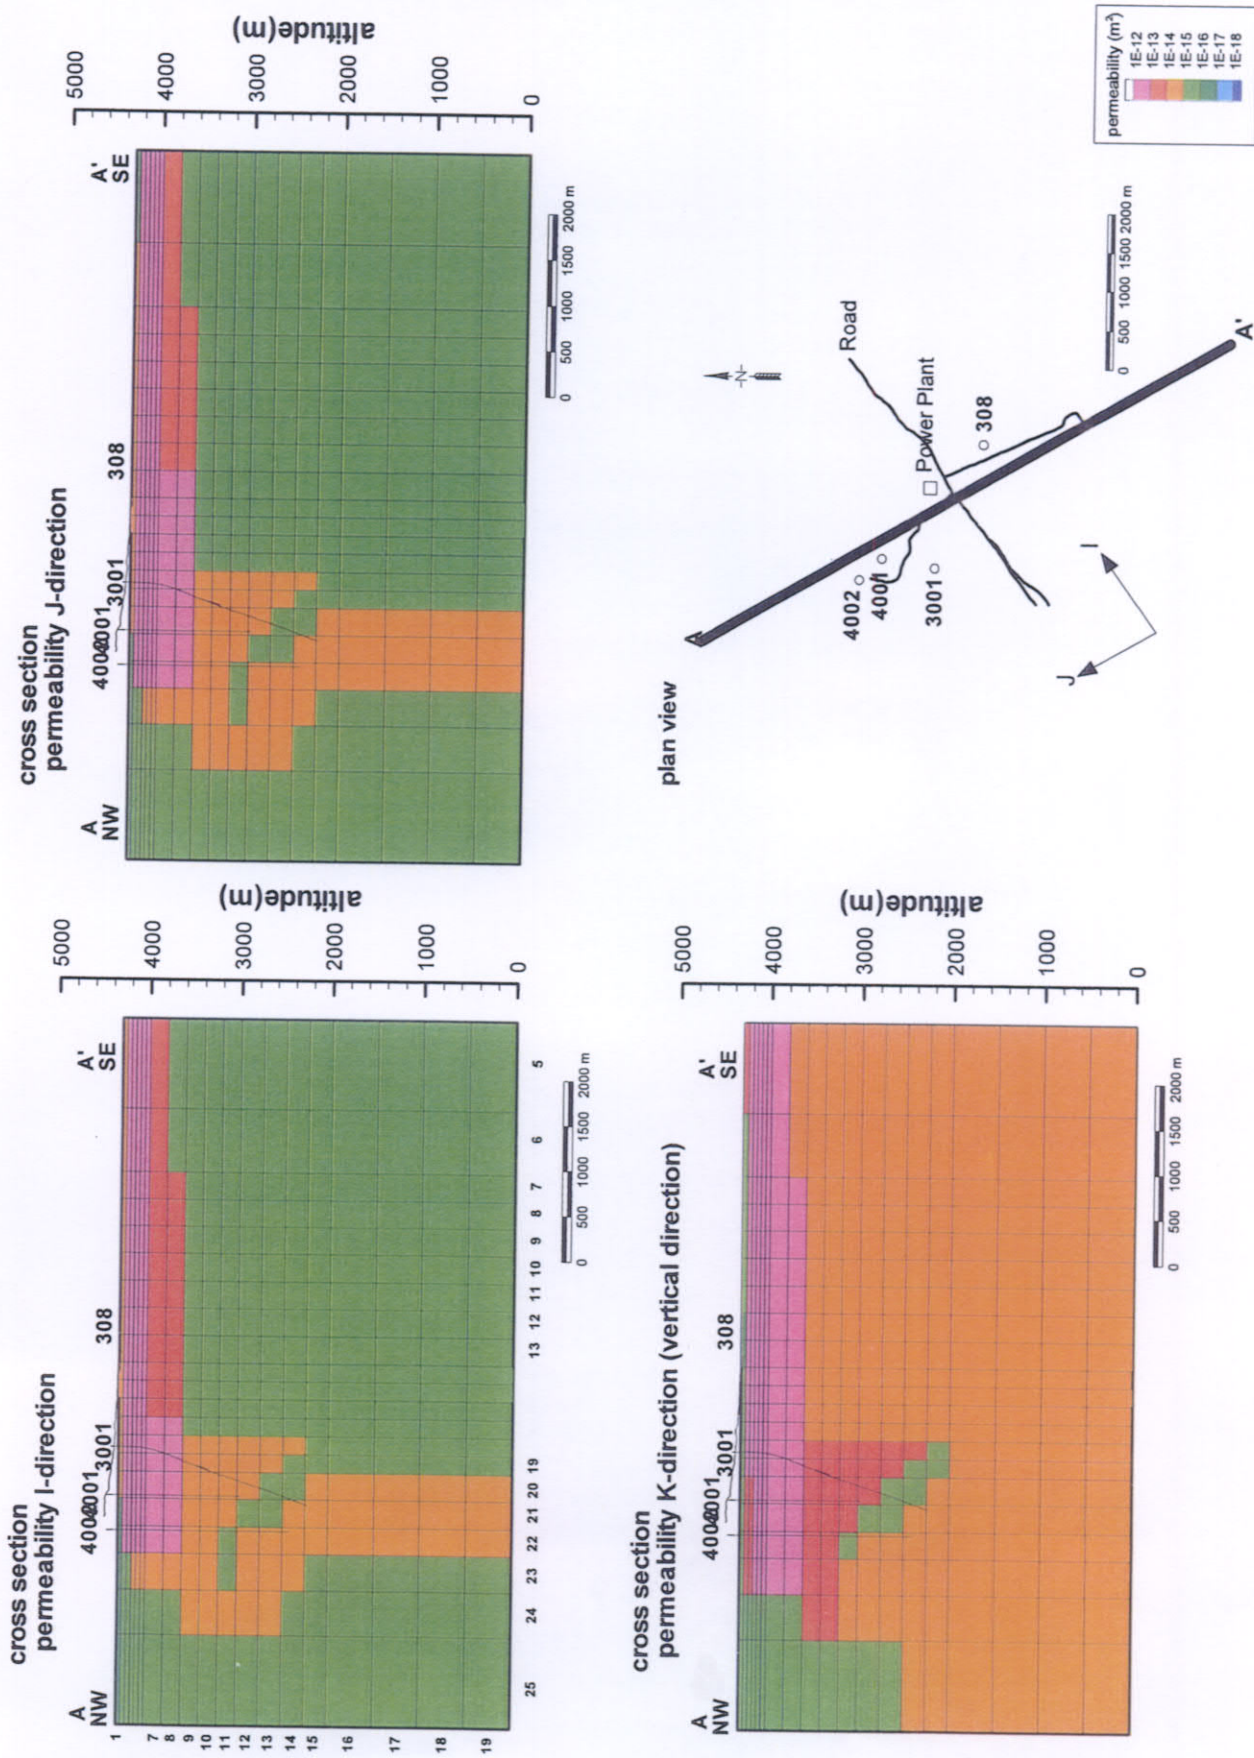 cross section
permeability I-direction
A
NW
4002
4001
3001
308
A'
SE
1
7
8
9
10
11
12
13
14
15
16
17
18
19
25
24
23
22
21
20
19
13
12
11
10
9
8
7
6
5
5000
4000
3000
2000
1000
0
altitude(m)
0
500
1000
1500
2000 m
cross section
permeability J-direction
A
NW
4002
4001
3001
308
A'
SE
5000
4000
3000
2000
1000
0
altitude(m)
0
500
1000
1500
2000 m
cross section
permeability K-direction (vertical direction)
A
NW
4002
4001
3001
308
A'
SE
5000
4000
3000
2000
1000
0
altitude(m)
0
500
1000
1500
2000 m
plan view
A
4002
4001
3001
Power Plant
308
Road
-N-
J
I
A'
0
500
1000
1500
2000 m
permeability (m²)
1E-12
1E-13
1E-14
1E-15
1E-16
1E-17
1E-18